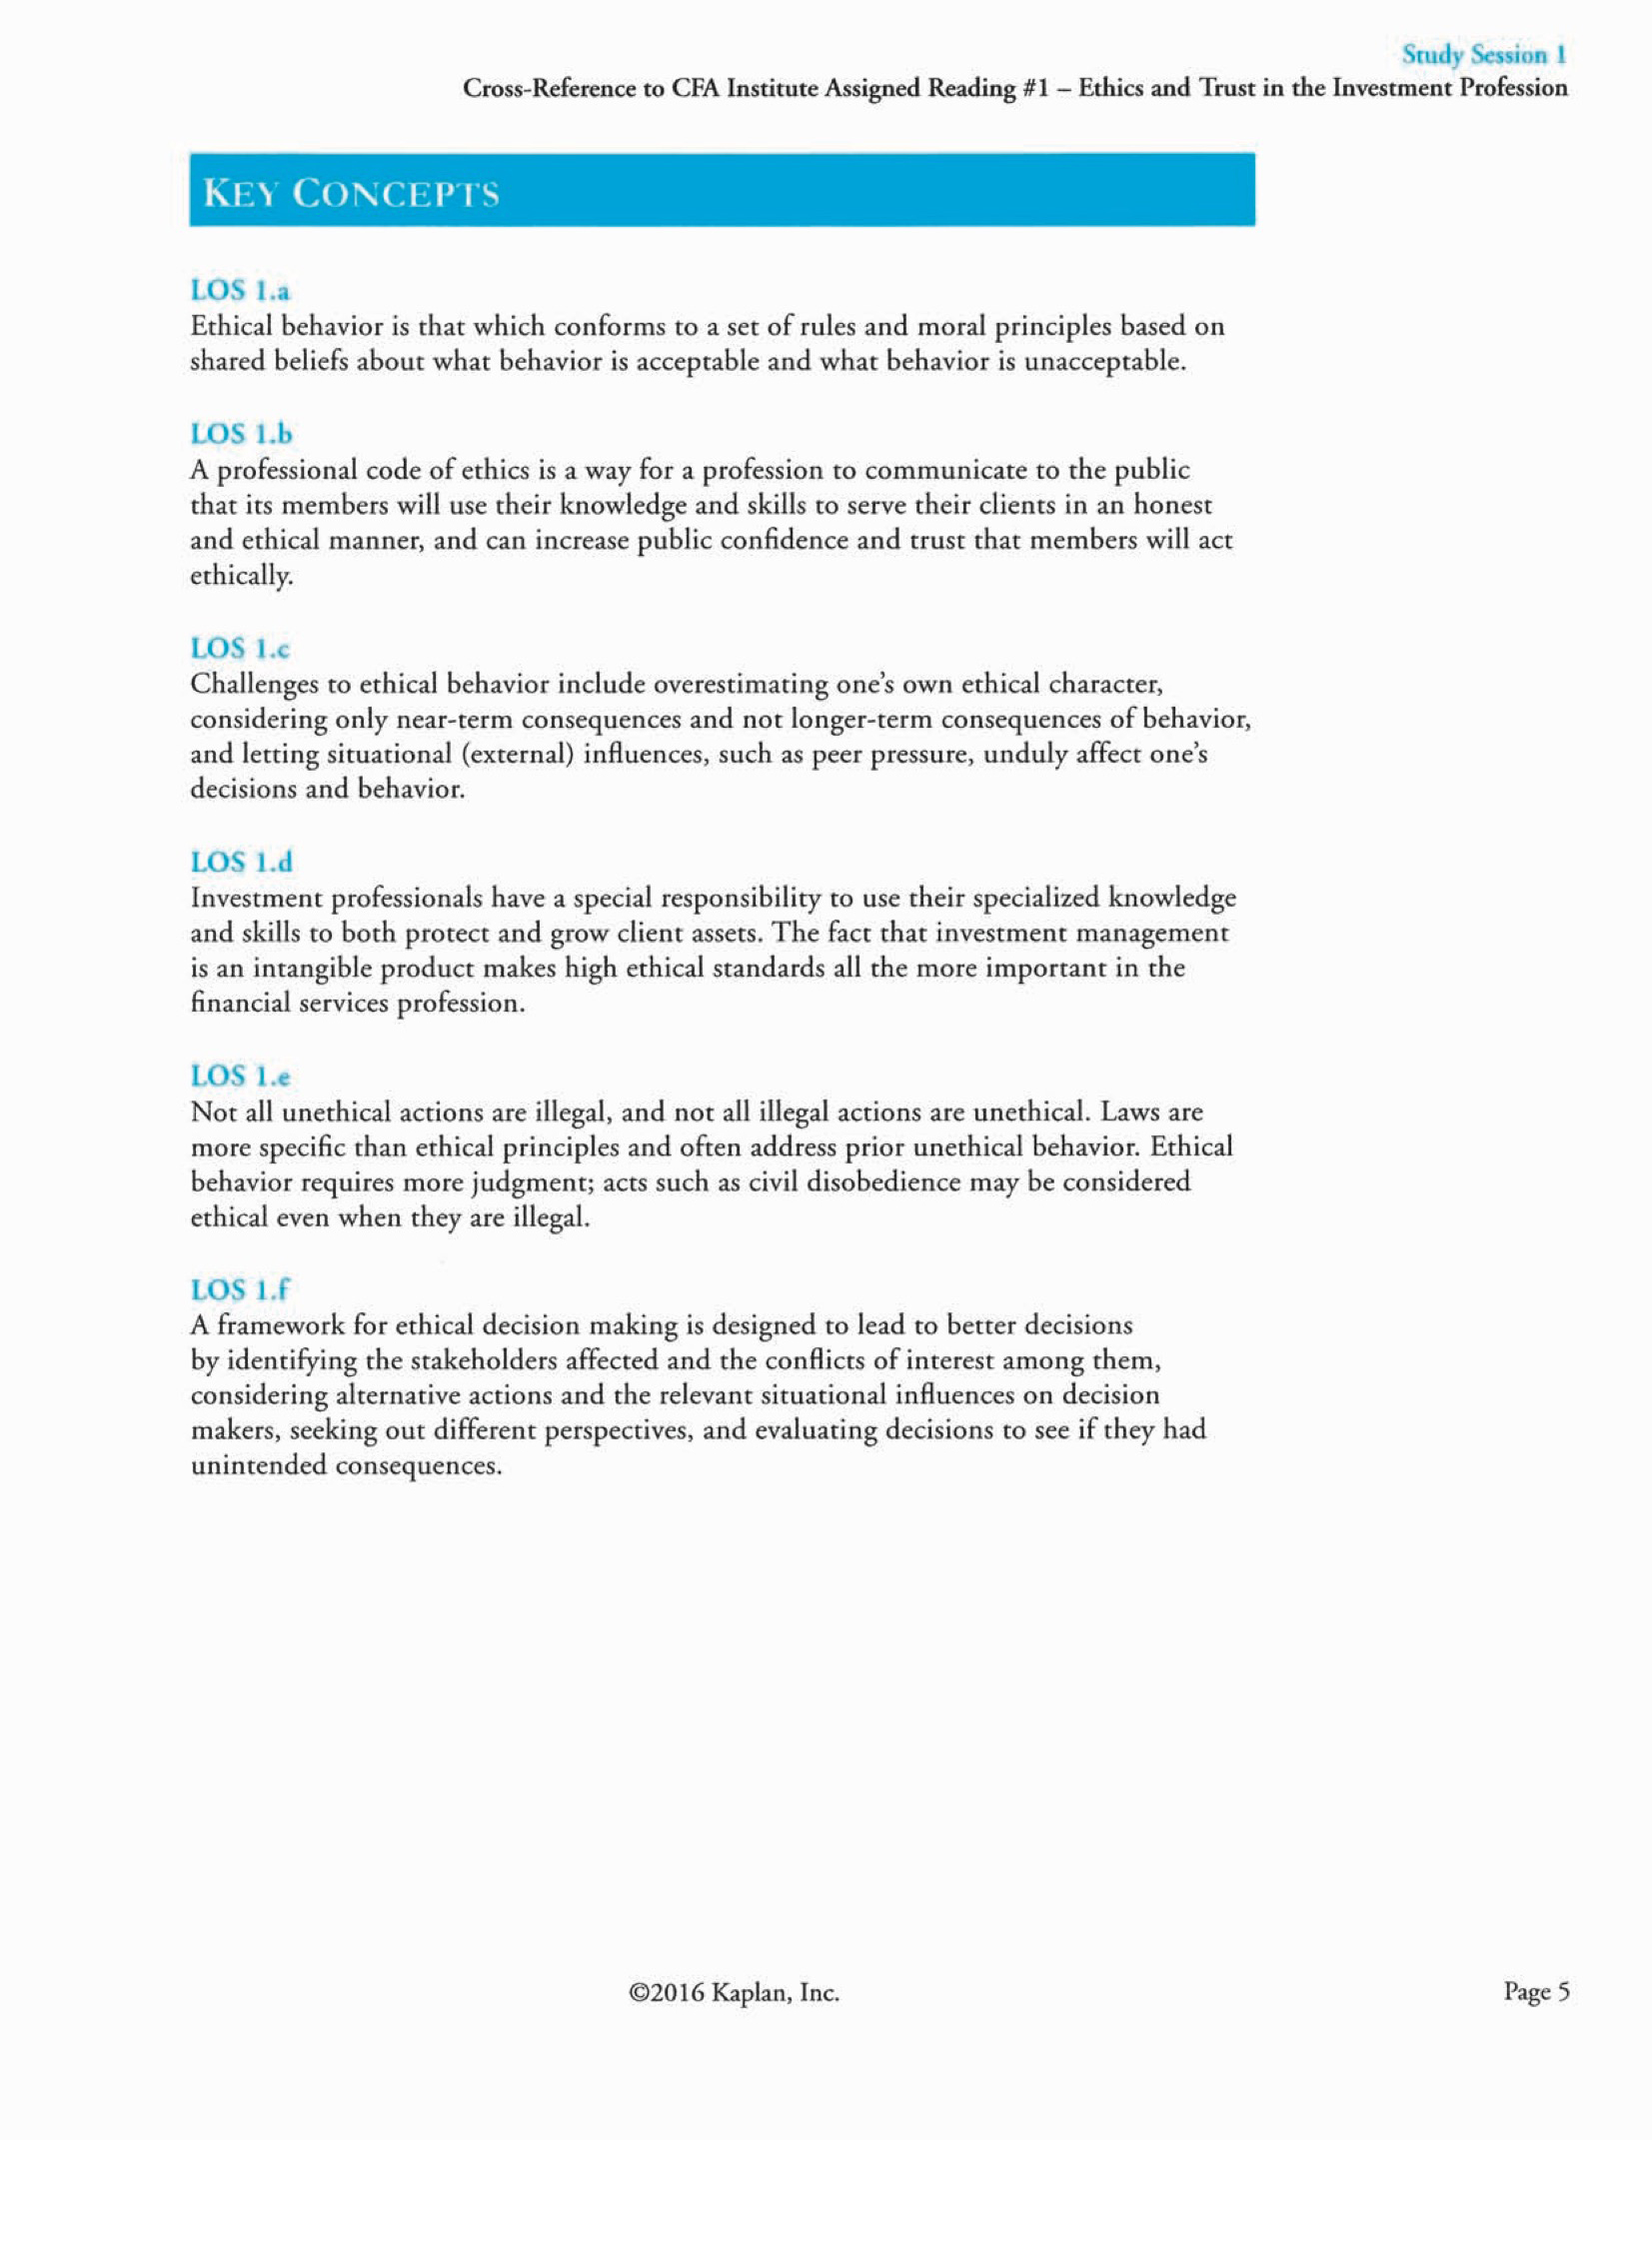 Study Session 1
Cross-Reference to CFA Institute Assigned Reading #1 – Ethics and Trust in the Investment Profession
KEY CONCEPTS
LOS 1.a
Ethical behavior is that which conforms to a set of rules and moral principles based on
shared beliefs about what behavior is acceptable and what behavior is unacceptable.
LOS 1.b
A professional code of ethics is a way for a profession to communicate to the public
that its members will use their knowledge and skills to serve their clients in an honest
and ethical manner, and can increase public confidence and trust that members will act
ethically.
LOS 1.c
Challenges to ethical behavior include overestimating one’s own ethical character,
considering only near-term consequences and not longer-term consequences of behavior,
and letting situational (external) influences, such as peer pressure, unduly affect one’s
decisions and behavior.
LOS 1.d
Investment professionals have a special responsibility to use their specialized knowledge
and skills to both protect and grow client assets. The fact that investment management
is an intangible product makes high ethical standards all the more important in the
financial services profession.
LOS 1.e
Not all unethical actions are illegal, and not all illegal actions are unethical. Laws are
more specific than ethical principles and often address prior unethical behavior. Ethical
behavior requires more judgment; acts such as civil disobedience may be considered
ethical even when they are illegal.
LOS 1.f
A framework for ethical decision making is designed to lead to better decisions
by identifying the stakeholders affected and the conflicts of interest among them,
considering alternative actions and the relevant situational influences on decision
makers, seeking out different perspectives, and evaluating decisions to see if they had
unintended consequences.
©2016 Kaplan, Inc.
Page 5